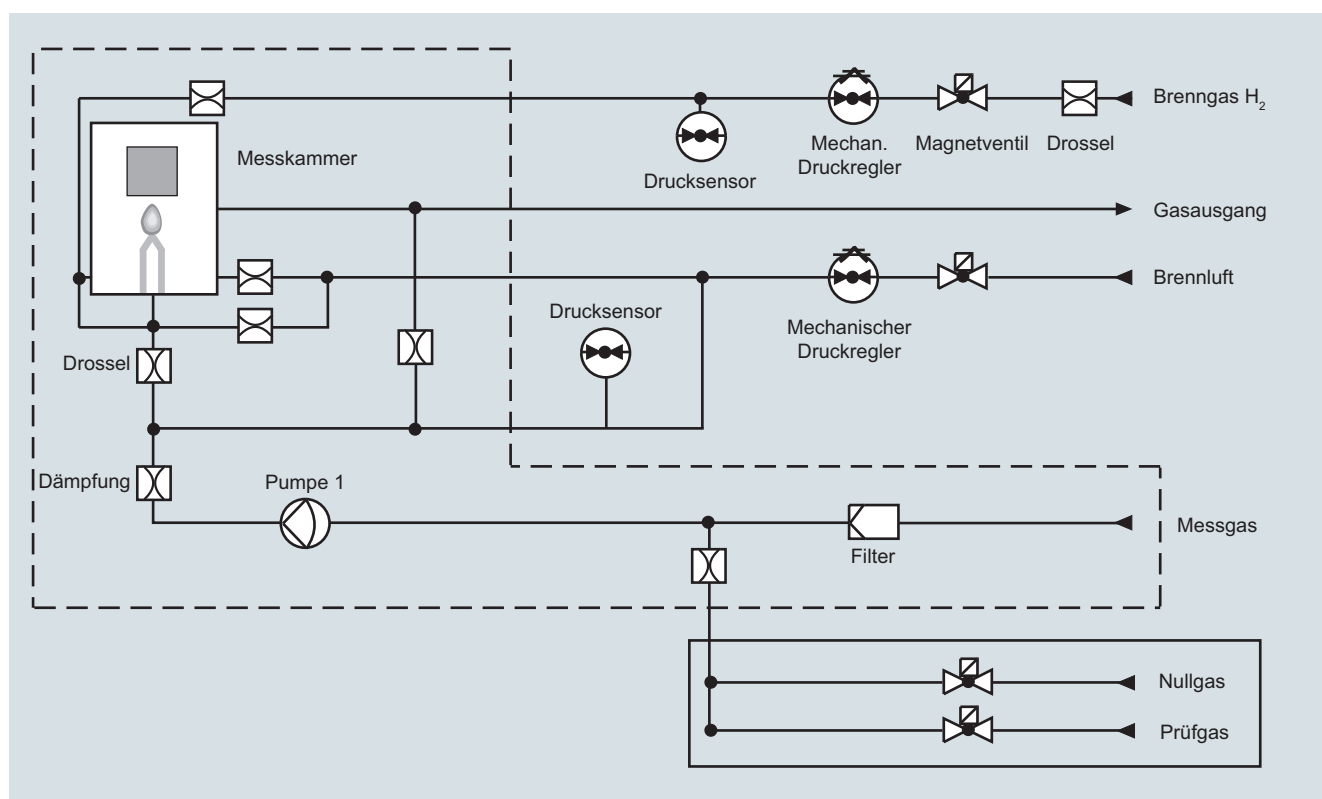 Brenngas H₂
Messkammer
Mechan.
Druckregler
Magnetventil
Drossel
Drucksensor
Gasausgang
Brennluft
Drucksensor
Mechanischer
Druckregler
Drossel
Dämpfung
Pumpe 1
Messgas
Filter
Nullgas
Prüfgas